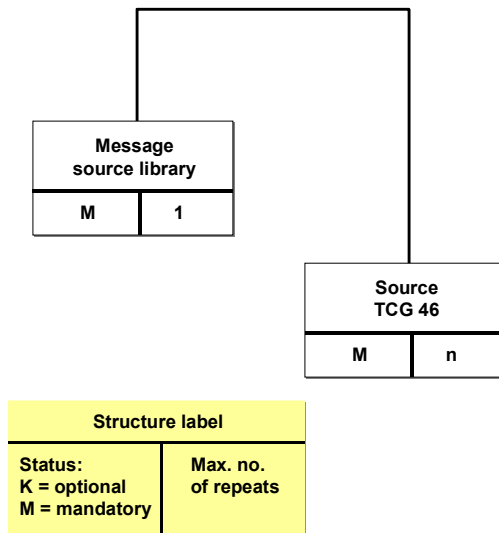 Message
source library
M 1
Source
TCG 46
M n
Structure label
Status:
K = optional
M = mandatory
Max. no.
of repeats